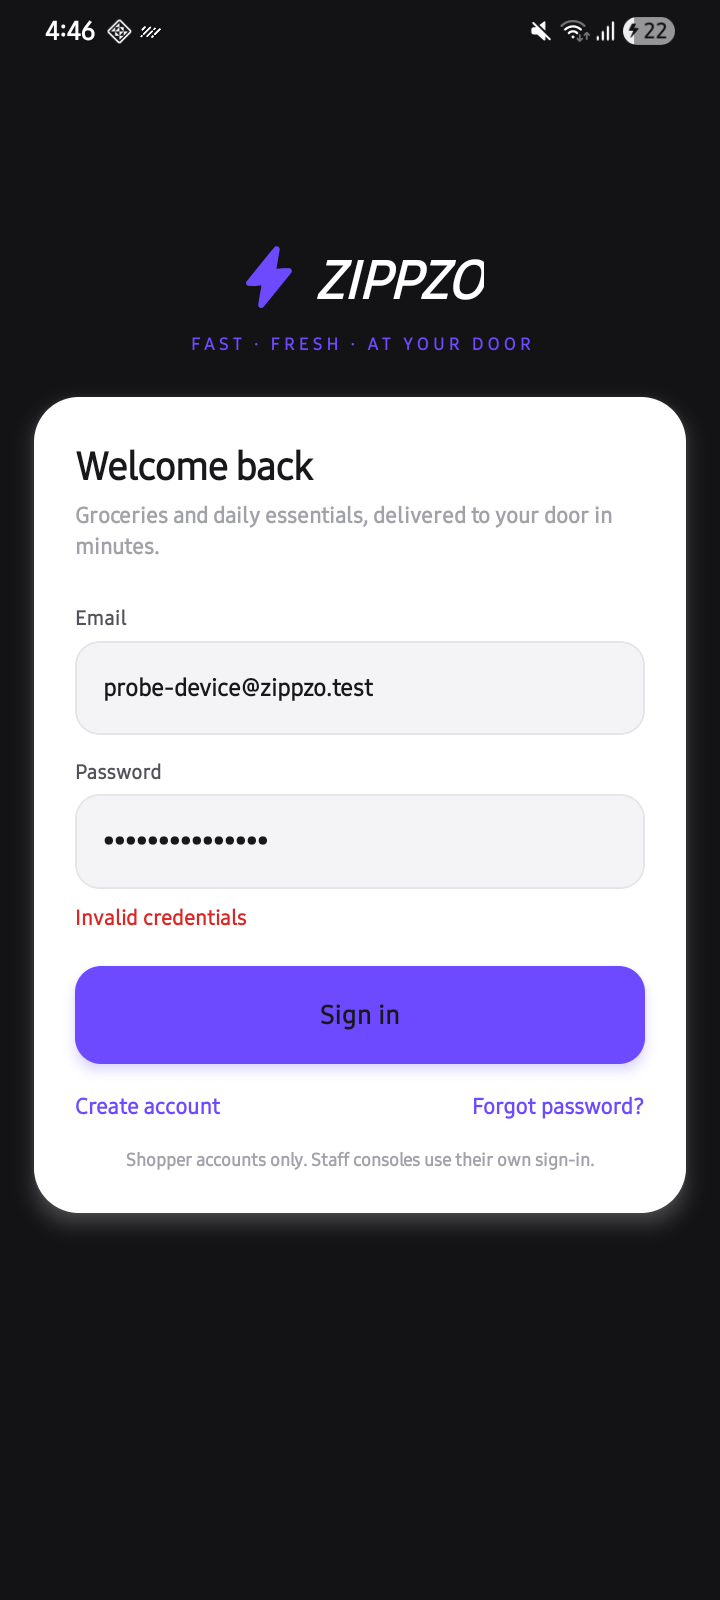 4:46
22
ZIPPZO
FAST · FRESH · AT YOUR DOOR
Welcome back
Groceries and daily essentials, delivered to your door in
minutes.
Email
probe-device@zippzo.test
Password
•••••••••••••••
Invalid credentials
Sign in
Create account
Forgot password?
Shopper accounts only. Staff consoles use their own sign-in.